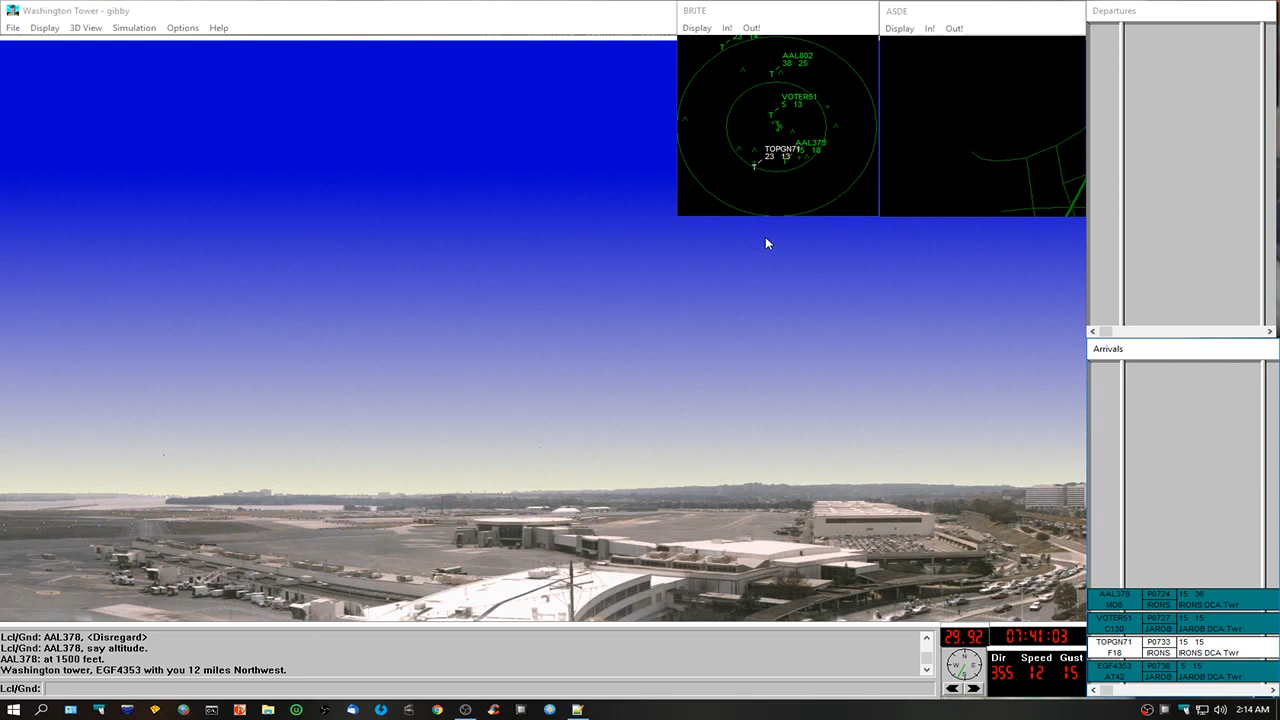 Washington Tower - gibby
File Display 3D View Simulation Options Help
BRITE
Display In! Out!
AAL802
38 25
VOTER51
5 13
AAL378
15 18
TOPGN71
23 13
T
T
T
T
ASDE
Display In! Out!
Departures
Arrivals
AAL378 P0724 15 36
MD8 IRONS IRONS DCA Twr
VOTER51 P0727 15 15
C130 JAROB JAROB DCA Twr
TOPGN71 P0733 15 15
F18 IRONS IRONS DCA Twr
EGF4353 P0736 5 15
AT42 JAROB JAROB DCA Twr
Lcl/Gnd: AAL378, <Disregard>
Lcl/Gnd: AAL378, say altitude.
AAL378: at 1500 feet.
Washington tower, EGF4353 with you 12 miles Northwest.
Lcl/Gnd:
29.92 07:41:03
N
W E
S
Dir Speed Gust
355 12 15
2:14 AM